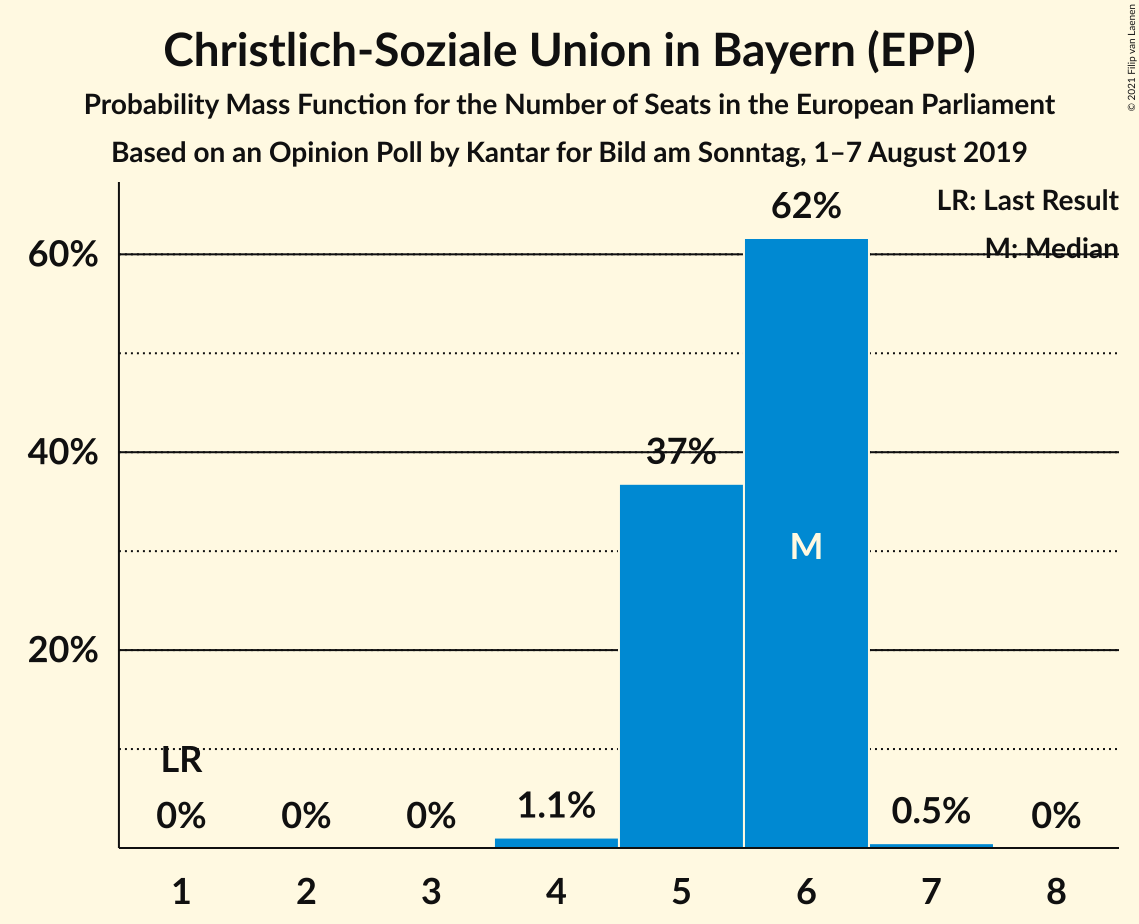 Christlich-Soziale Union in Bayern (EPP)
Probability Mass Function for the Number of Seats in the European Parliament
Based on an Opinion Poll by Kantar for Bild am Sonntag, 1–7 August 2019
© 2021 Filip van Laenen
LR: Last Result
M: Median
62%
60%
37%
40%
M
20%
LR
0% 0% 0% 1.1% 0.5% 0%
1 2 3 4 5 6 7 8